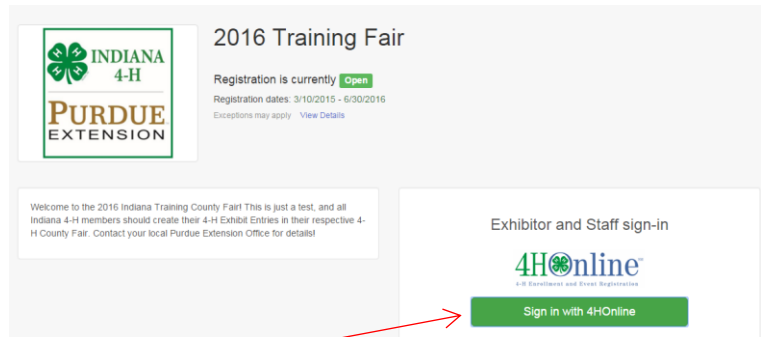 INDIANA
4-H
PURDUE
EXTENSION
2016 Training Fair
Registration is currently Open
Registration dates: 3/10/2015 - 6/30/2016
Exceptions may apply View Details
Welcome to the 2016 Indiana Training County Fair! This is just a test, and all
Indiana 4-H members should create their 4-H Exhibit Entries in their respective 4-
H County Fair. Contact your local Purdue Extension Office for details!
Exhibitor and Staff sign-in
4HOnline
4-H Enrollment and Event Registration
Sign in with 4HOnline